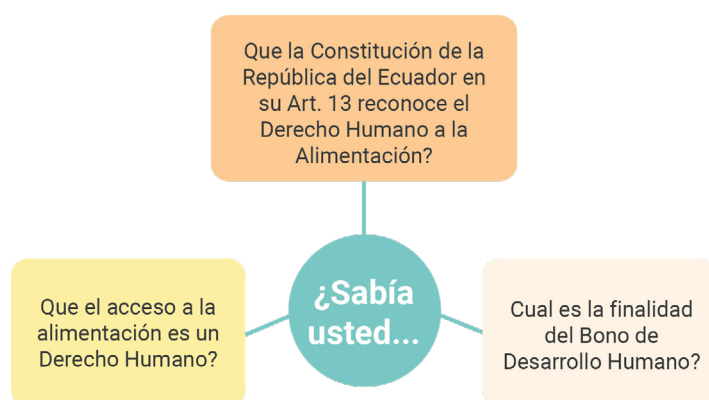 Que la Constitución de la
República del Ecuador en
su Art. 13 reconoce el
Derecho Humano a la
Alimentación?
¿Sabía
usted...
Que el acceso a la
alimentación es un
Derecho Humano?
Cual es la finalidad
del Bono de
Desarrollo Humano?